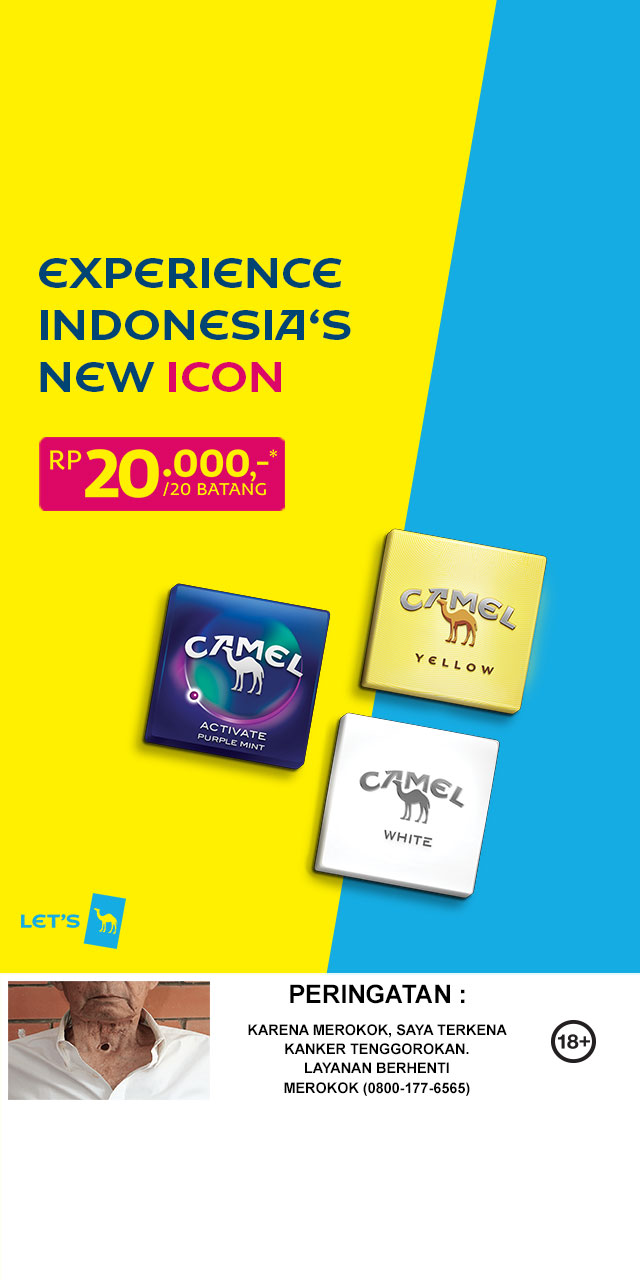 EXPERIENCE
INDONESIA‘S
NEW ICON
RP 20.000,-*
/20 BATANG
CAMEL
YELLOW
CAMEL
ACTIVATE
PURPLE MINT
CAMEL
WHITE
LET'S
PERINGATAN :
KARENA MEROKOK, SAYA TERKENA
KANKER TENGGOROKAN.
LAYANAN BERHENTI
MEROKOK (0800-177-6565)
18+